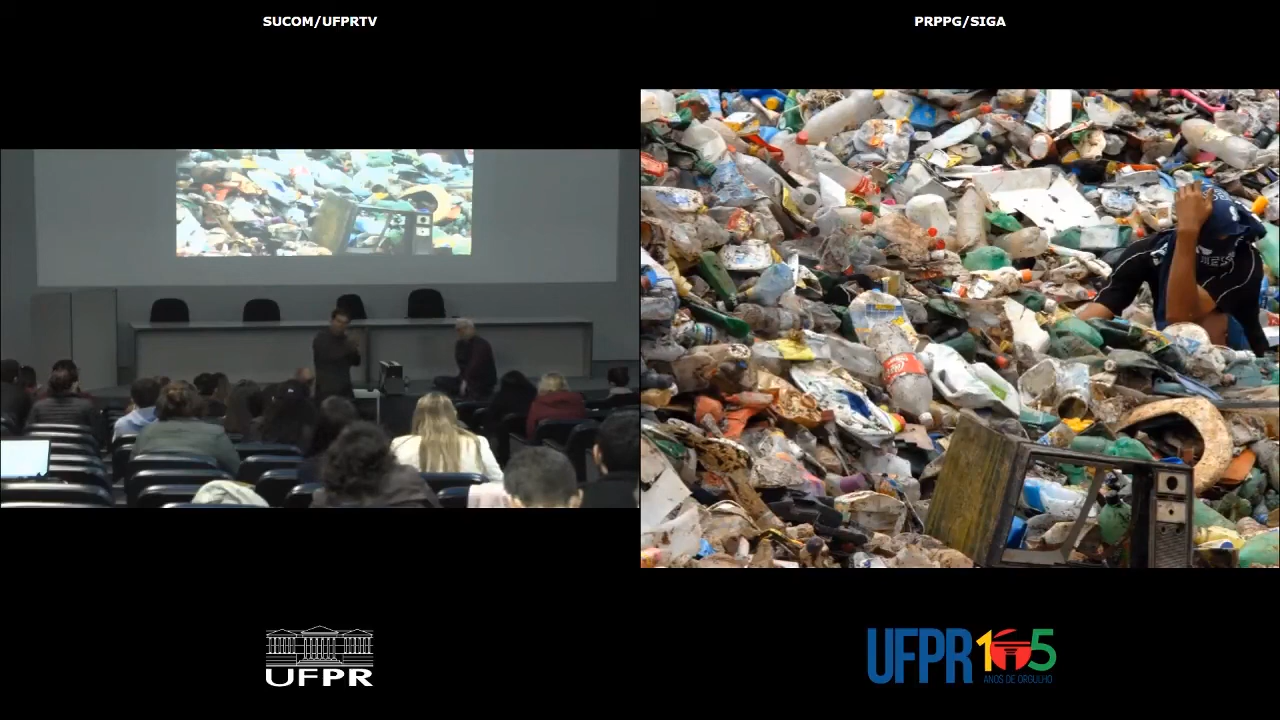 SUCOM/UFPRTV
PRPPG/SIGA
UFPR
UFPR 105
ANOS DE ORGULHO